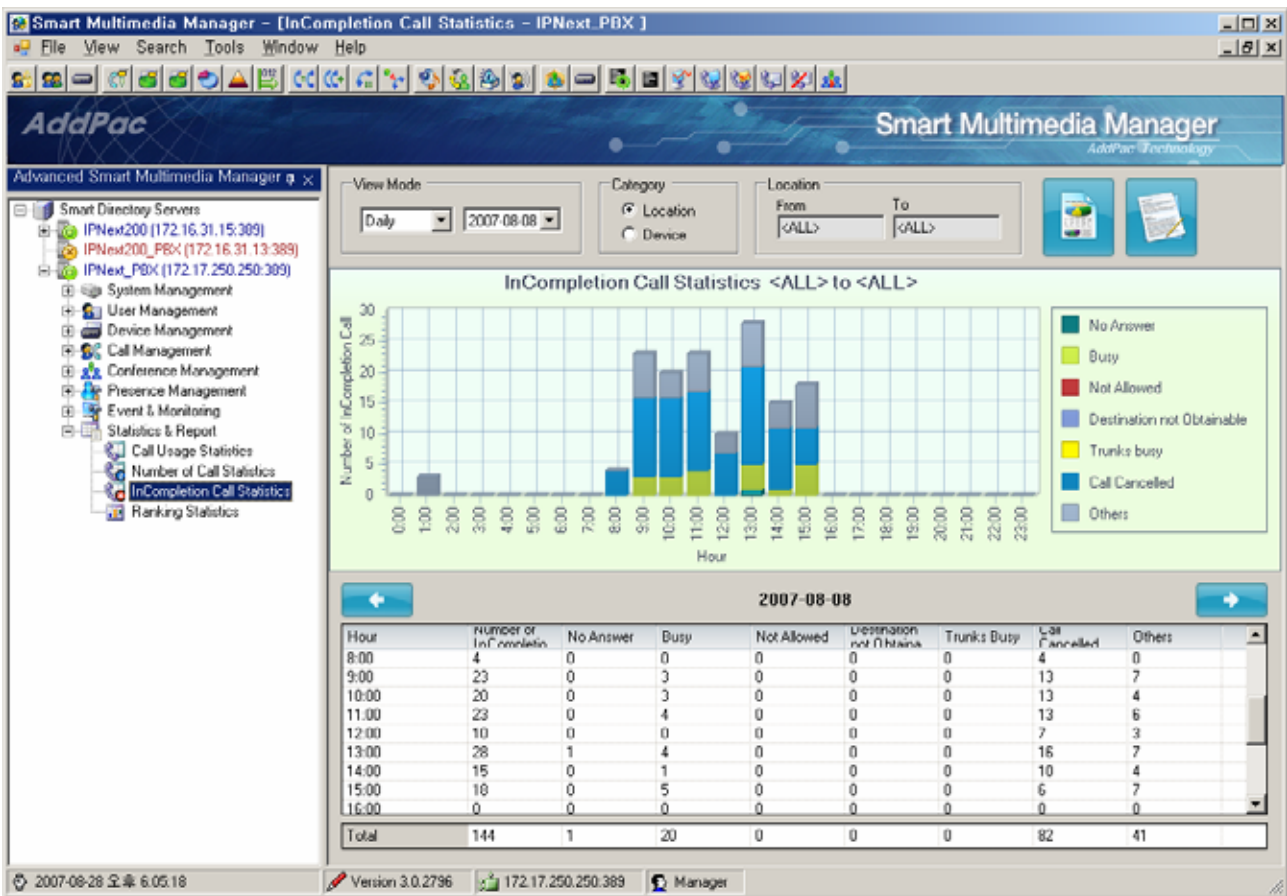 Smart Multimedia Manager - [InCompletion Call Statistics - IPNext_PBX ]
File View Search Tools Window Help
AddPac
Smart Multimedia Manager
AddPac Technology
Advanced Smart Multimedia Manager
Smart Directory Servers
IPNext200 (172.16.31.15:389)
IPNext200_PBX (172.16.31.13:389)
IPNext_PBX (172.17.250.250:389)
System Management
User Management
Device Management
Call Management
Conference Management
Presence Management
Event & Monitoring
Statistics & Report
Call Usage Statistics
Number of Call Statistics
InCompletion Call Statistics
Ranking Statistics
View Mode
Daily
2007-08-08
Category
Location
Device
Location
From
To
<ALL>
<ALL>
InCompletion Call Statistics <ALL> to <ALL>
Number of InCompletion Call
30
25
20
15
10
5
0
0:00 1:00 2:00 3:00 4:00 5:00 6:00 7:00 8:00 9:00 10:00 11:00 12:00 13:00 14:00 15:00 16:00 17:00 18:00 19:00 20:00 21:00 22:00 23:00
Hour
No Answer
Busy
Not Allowed
Destination not Obtainable
Trunks busy
Call Cancelled
Others
2007-08-08
Hour Number of InCompletio No Answer Busy Not Allowed Destination not Obtaina Trunks Busy Call Cancelled Others
8:00 4 0 0 0 0 0 4 0
9:00 23 0 3 0 0 0 13 7
10:00 20 0 3 0 0 0 13 4
11:00 23 0 4 0 0 0 13 6
12:00 10 0 0 0 0 0 7 3
13:00 28 1 4 0 0 0 16 7
14:00 15 0 1 0 0 0 10 4
15:00 18 0 5 0 0 0 6 7
16:00 0 0 0 0 0 0 0 0
Total 144 1 20 0 0 0 82 41
2007-08-28 오후 6:05:18
Version 3.0.2796
172.17.250.250:389
Manager